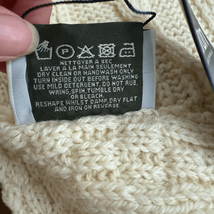 NETTOYER A SEC
LAVER A LA MAIN SEULEMENT
DRY CLEAN OR HANDWASH ONLY
TURN INSIDE OUT BEFORE WASHING
USE MILD DETERGENT, DO NOT RUB,
WRING, SPIN, TUMBLE DRY
OR BLEACH.
RESHAPE WHILST DAMP, DRY FLAT
AND IRON ON REVERSE